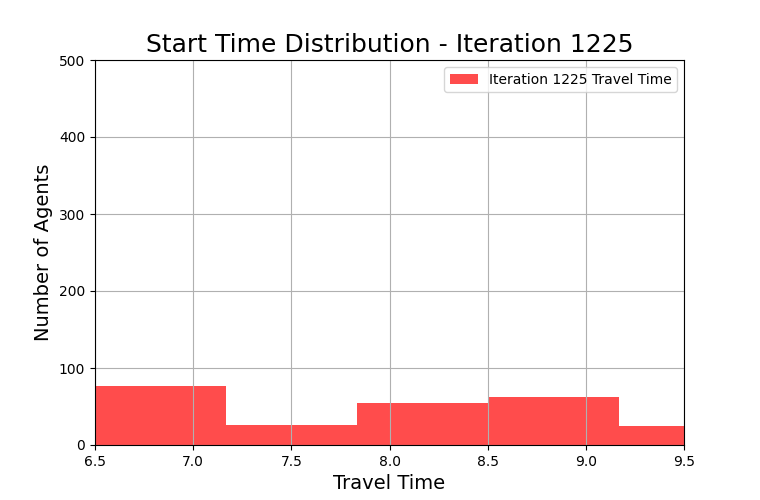 Start Time Distribution - Iteration 1225
Iteration 1225 Travel Time
Number of Agents
500
400
300
200
100
0
6.5 7.0 7.5 8.0 8.5 9.0 9.5
Travel Time